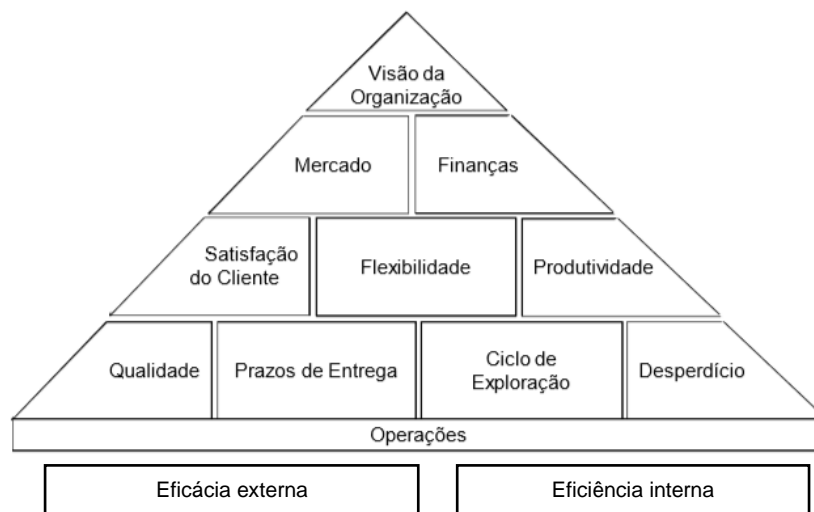 Visão da
Organização
Mercado
Finanças
Satisfação
do Cliente
Flexibilidade
Produtividade
Qualidade
Prazos de Entrega
Ciclo de
Exploração
Desperdício
Operações
Eficácia externa
Eficiência interna